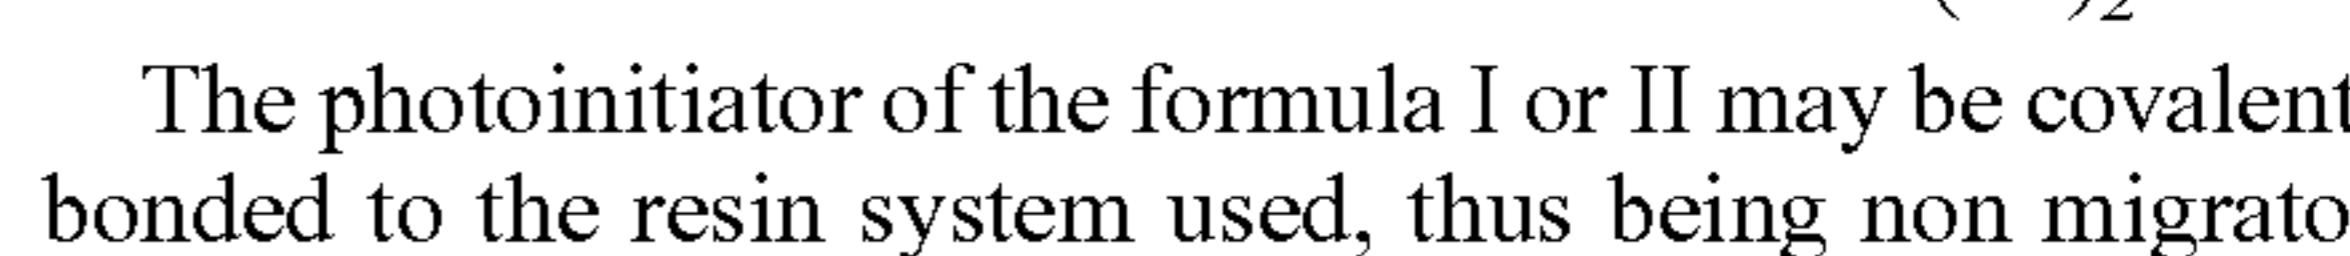 The photoinitiator of the formula I or II may be covalent
bonded to the resin system used, thus being non migrato